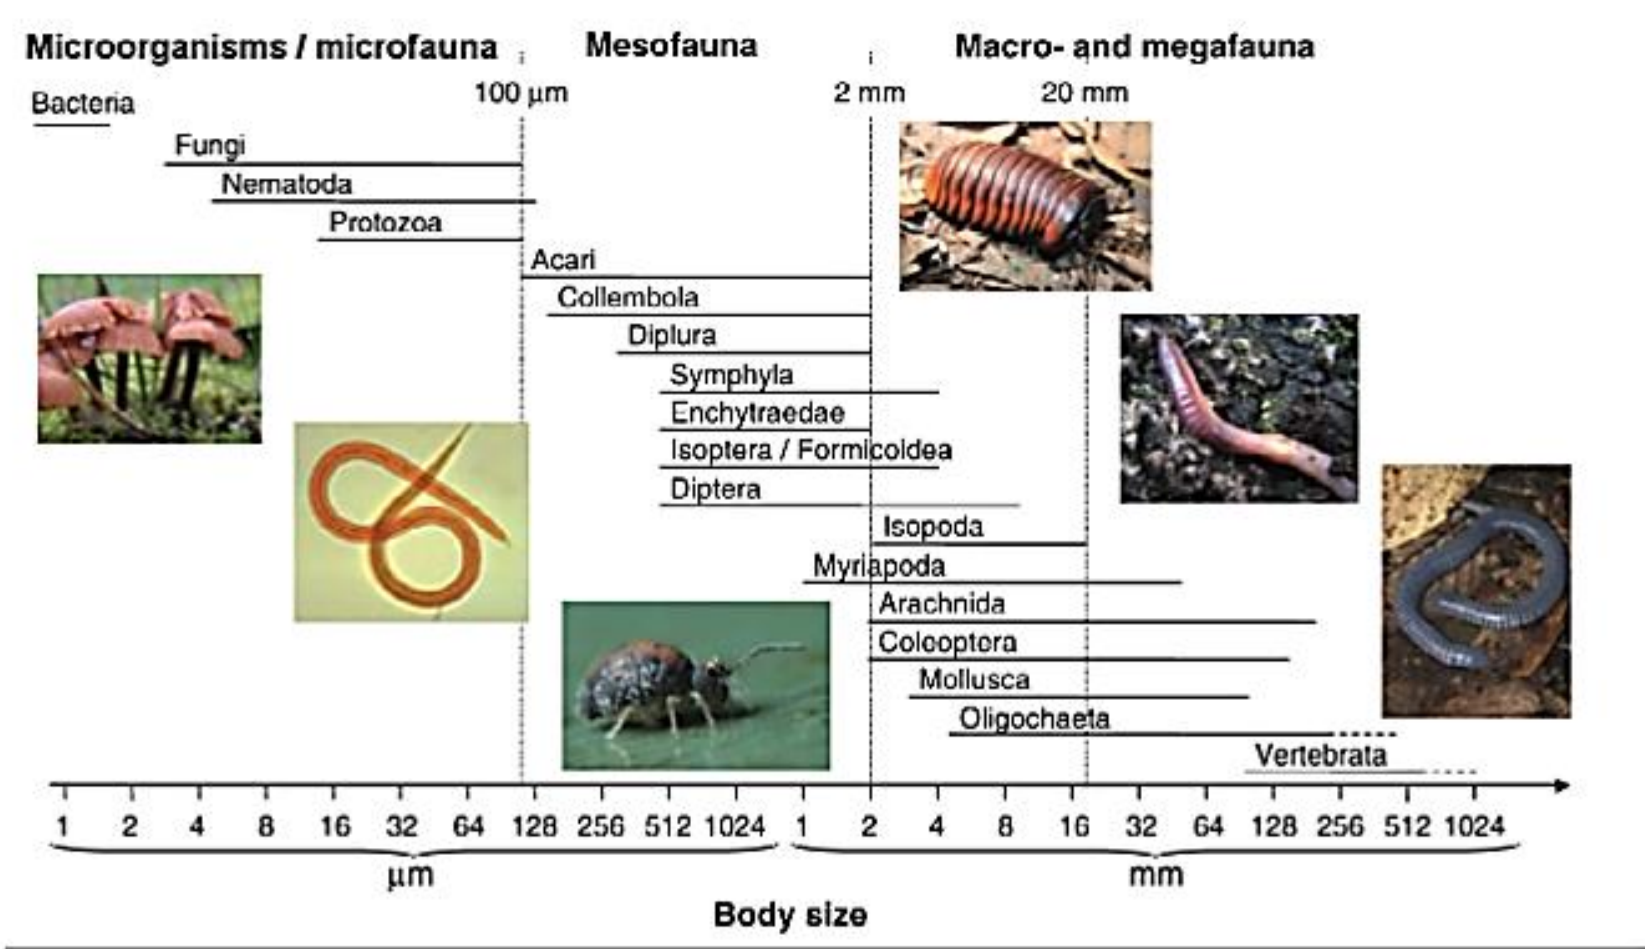 Microorganisms / microfauna Mesofauna Macro- and megafauna
100 µm 2 mm 20 mm
Bacteria
Fungi
Nematoda
Protozoa
Acari
Collembola
Diplura
Symphyla
Enchytraedae
Isoptera / Formicoidea
Diptera
Isopoda
Myriapoda
Arachnida
Coleoptera
Mollusca
Oligochaeta
Vertebrata
1 2 4 8 16 32 64 128 256 512 1024 1 2 4 8 16 32 64 128 256 512 1024
µm mm
Body size